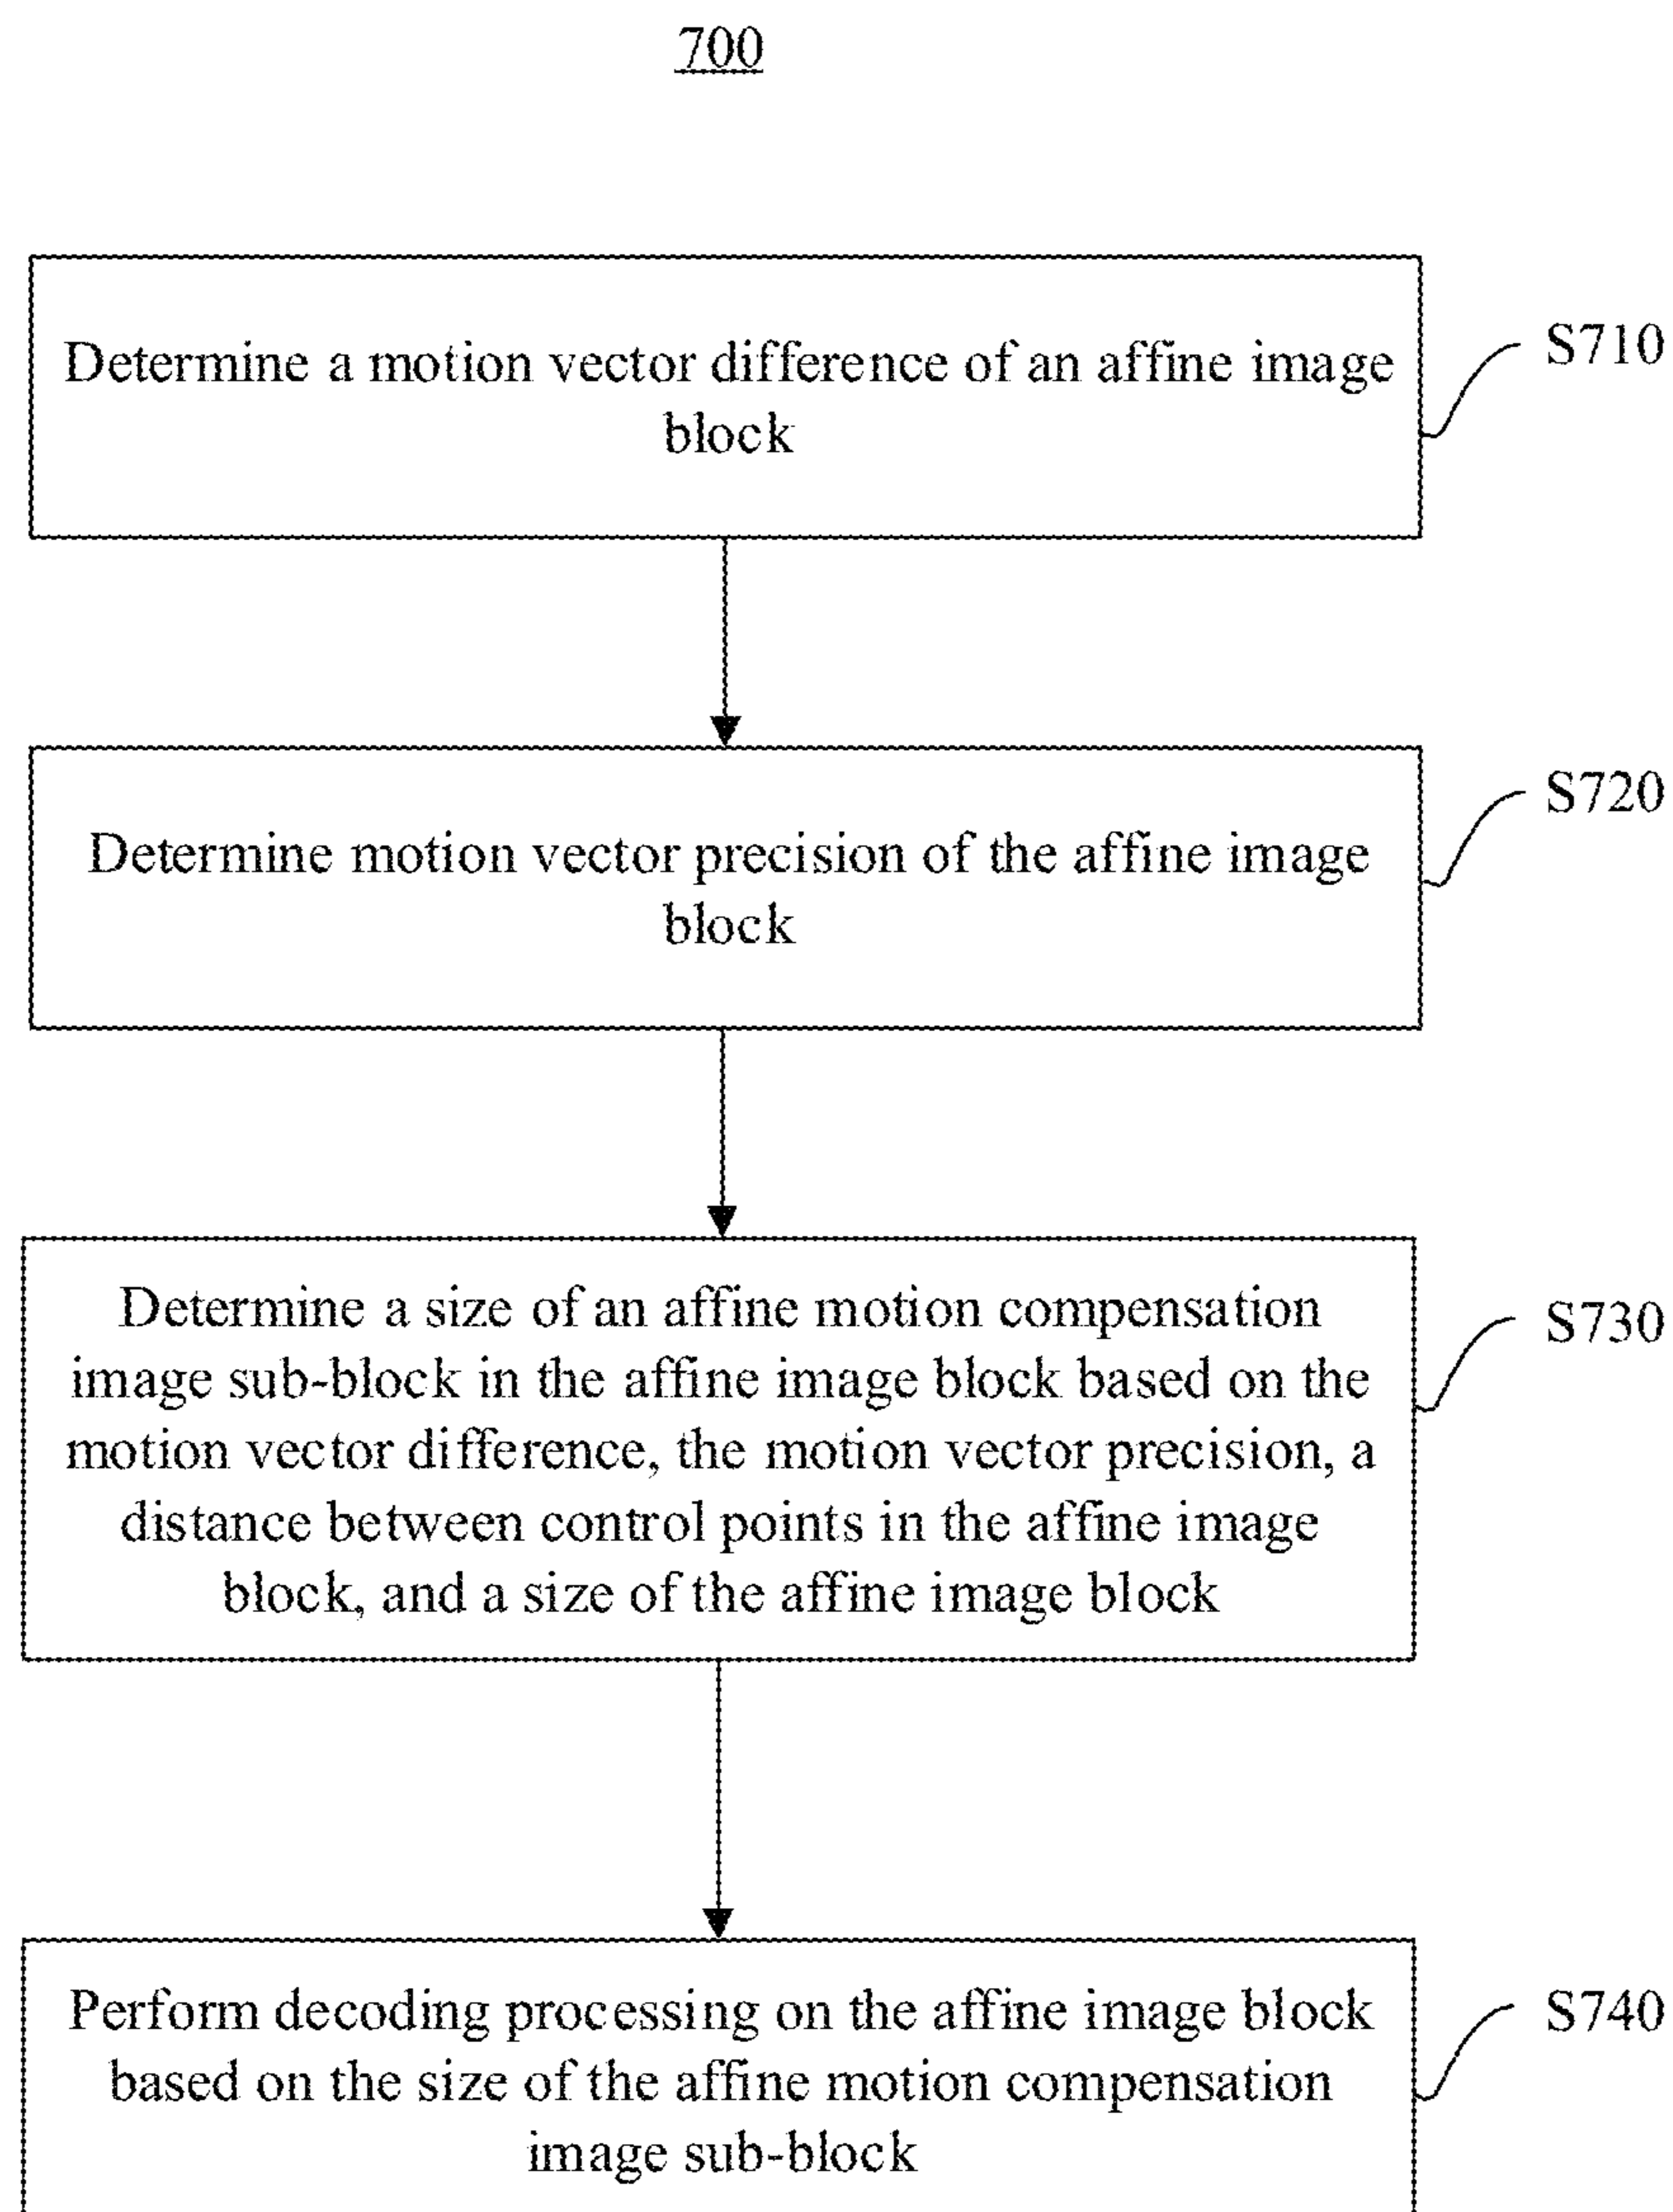 700
Determine a motion vector difference of an affine image
block
S710
Determine motion vector precision of the affine image
block
S720
Determine a size of an affine motion compensation
image sub-block in the affine image block based on the
motion vector difference, the motion vector precision, a
distance between control points in the affine image
block, and a size of the affine image block
S730
Perform decoding processing on the affine image block
based on the size of the affine motion compensation
image sub-block
S740